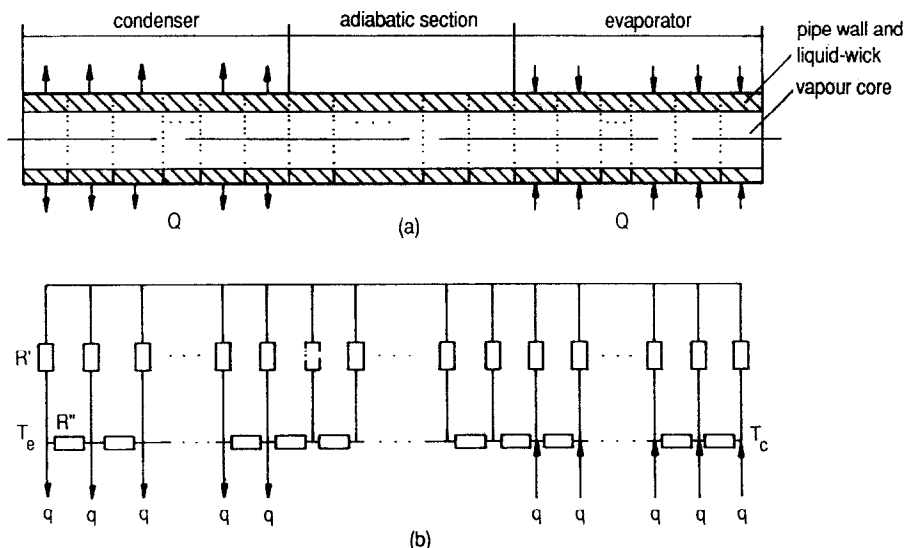 condenser
adiabatic section
evaporator
pipe wall and
liquid-wick
vapour core
Q
(a)
Q
R'
T_e
R"
T_c
q q q q q q q q q q
(b)